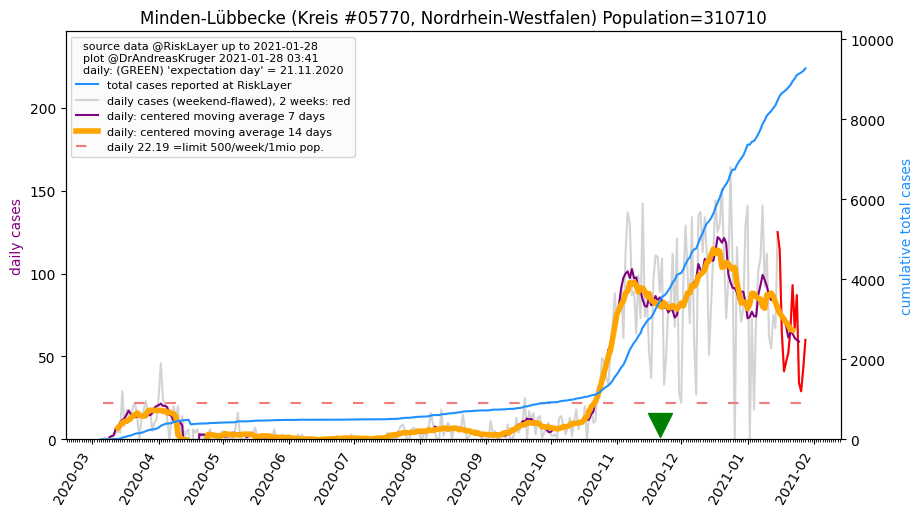 Minden-Lübbecke (Kreis #05770, Nordrhein-Westfalen) Population=310710
source data @RiskLayer up to 2021-01-28
plot @DrAndreasKruger 2021-01-28 03:41
daily: (GREEN) 'expectation day' = 21.11.2020
total cases reported at RiskLayer
daily cases (weekend-flawed), 2 weeks: red
daily: centered moving average 7 days
daily: centered moving average 14 days
daily 22.19 =limit 500/week/1mio pop.
daily cases
200
150
100
50
0
cumulative total cases
10000
8000
6000
4000
2000
0
2020-03
2020-04
2020-05
2020-06
2020-07
2020-08
2020-09
2020-10
2020-11
2020-12
2021-01
2021-02